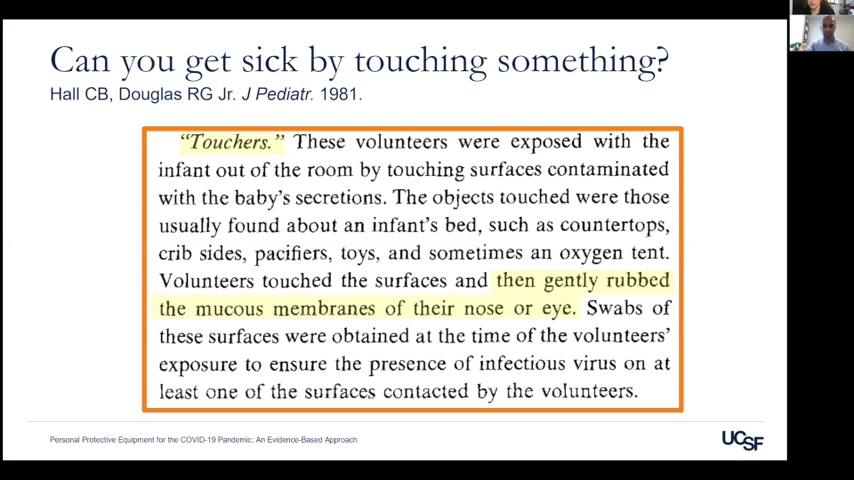 Can you get sick by touching something?
Hall CB, Douglas RG Jr. J Pediatr. 1981.
“Touchers.” These volunteers were exposed with the
infant out of the room by touching surfaces contaminated
with the baby’s secretions. The objects touched were those
usually found about an infant’s bed, such as countertops,
crib sides, pacifiers, toys, and sometimes an oxygen tent.
Volunteers touched the surfaces and then gently rubbed
the mucous membranes of their nose or eye. Swabs of
these surfaces were obtained at the time of the volunteers’
exposure to ensure the presence of infectious virus on at
least one of the surfaces contacted by the volunteers.
Personal Protective Equipment for the COVID-19 Pandemic: An Evidence-Based Approach
UCSF